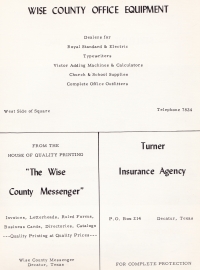 WISE COUNTY OFFICE EQUIPMENT
Dealers for
Royal Standard & Electric
Typewriters
Victor Adding Machines & Calculators
Church & School Supplies
Complete Office Outfitters
West Side of Square
Telephone 7834
FROM THE
HOUSE OF QUALITY PRINTING
"The Wise
County Messenger"
Invoices, Letterheads, Ruled Forms,
Business Cards, Directories, Catalogs
---Quality Printing at Quality Prices---
Wise County Messenger
Decatur, Texas
Turner
Insurance Agency
P.O. Box 214
Decatur, Texas
FOR COMPLETE PROTECTION